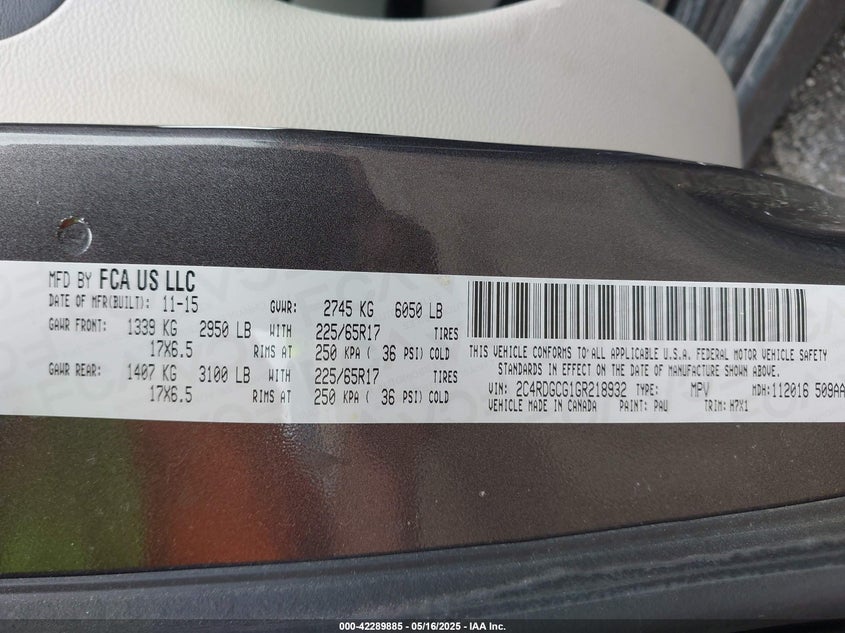 MFD BY FCA US LLC
DATE OF MFR(BUILT): 11-15 GVWR: 2745 KG 6050 LB
GAWR FRONT: 1339 KG 2950 LB WITH 225/65R17 TIRES
17X6.5 RIMS AT 250 KPA ( 36 PSI) COLD
GAWR REAR: 1407 KG 3100 LB WITH 225/65R17 TIRES
17X6.5 RIMS AT 250 KPA ( 36 PSI) COLD
THIS VEHICLE CONFORMS TO ALL APPLICABLE U.S.A. FEDERAL MOTOR VEHICLE SAFETY
STANDARDS IN EFFECT ON THE DATE OF MANUFACTURE SHOWN ABOVE.
VIN: 2C4RDGCG1GR218932 TYPE: MPV MDH: 112016 509AA
VEHICLE MADE IN CANADA PAINT: PAU TRIM: H7X1
000-42289885 - 05/16/2025 - IAA Inc.